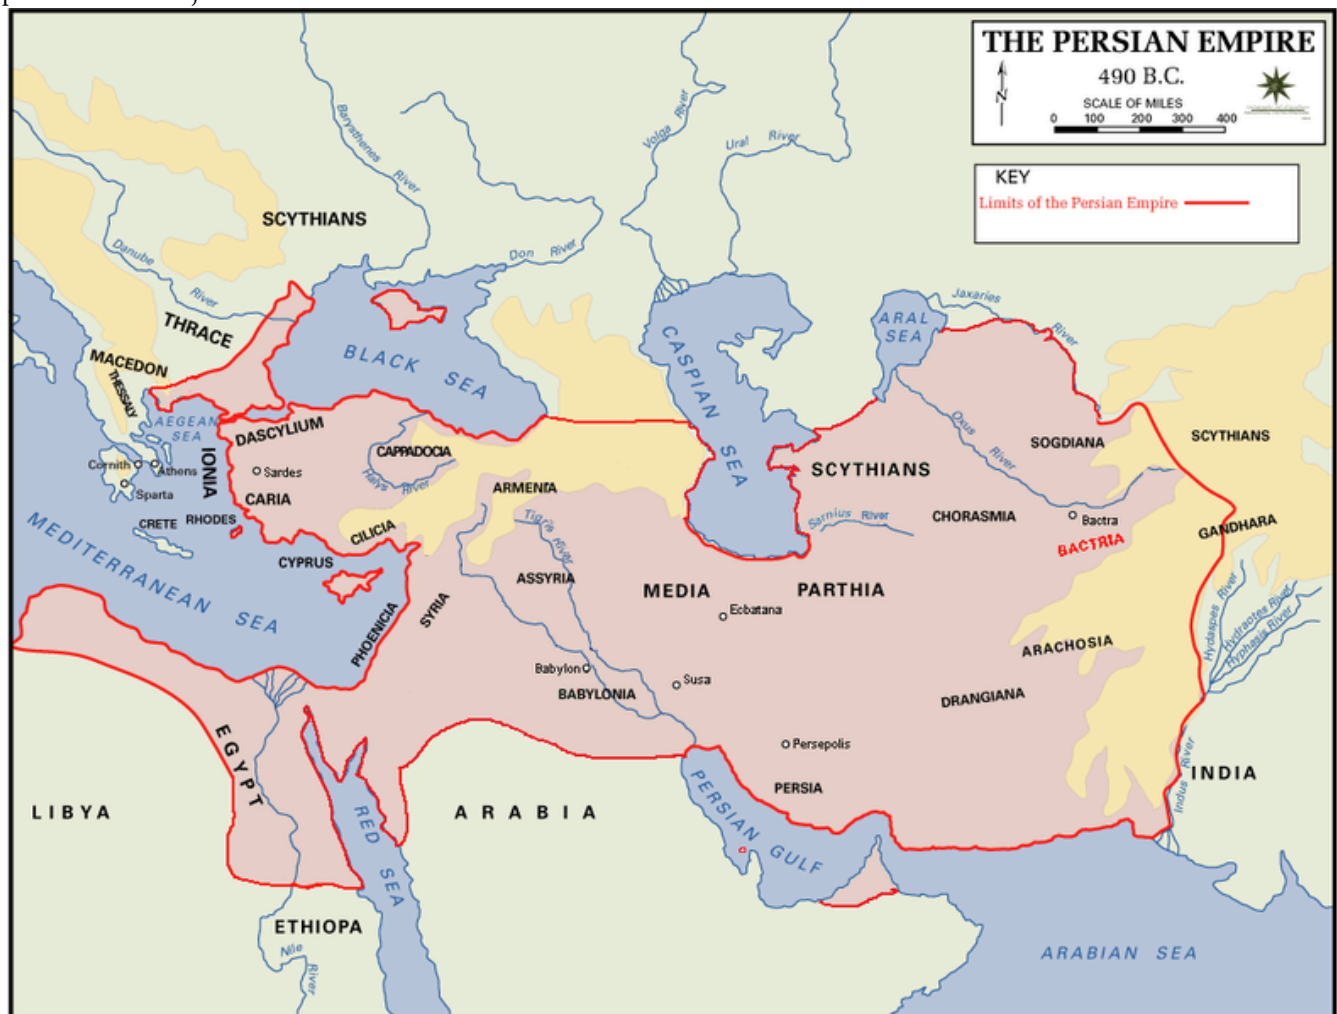 THE PERSIAN EMPIRE
490 B.C.
N
SCALE OF MILES
0 100 200 300 400
KEY
Limits of the Persian Empire
Barysthenes River
Volga River
Ural River
SCYTHIANS
Danube River
Don River
THRACE
MACEDON
THESSALY
BLACK SEA
CASPIAN SEA
ARAL SEA
Jaxaries River
AEGEAN SEA
DASCYLIUM
IONIA
Cornith
Athens
Sparta
Sardes
CARIA
CAPPADOCIA
Halys River
ARMENIA
CILICIA
CRETE
RHODES
CYPRUS
MEDITERRANEAN SEA
PHOENICIA
SYRIA
Tigris River
ASSYRIA
MEDIA
Ecbatana
PARTHIA
SCYTHIANS
Sarnius River
CHORASMIA
Oxus River
SOGDIANA
SCYTHIANS
Bactra
BACTRIA
GANDHARA
Hydaspes River
Hydraotes River
Hyphasis River
ARACHOSIA
DRANGIANA
Babylon
BABYLONIA
Susa
Persepolis
PERSIA
INDIA
Indus River
EGYPT
LIBYA
ARABIA
RED SEA
PERSIAN GULF
ETHIOPA
Nile River
ARABIAN SEA